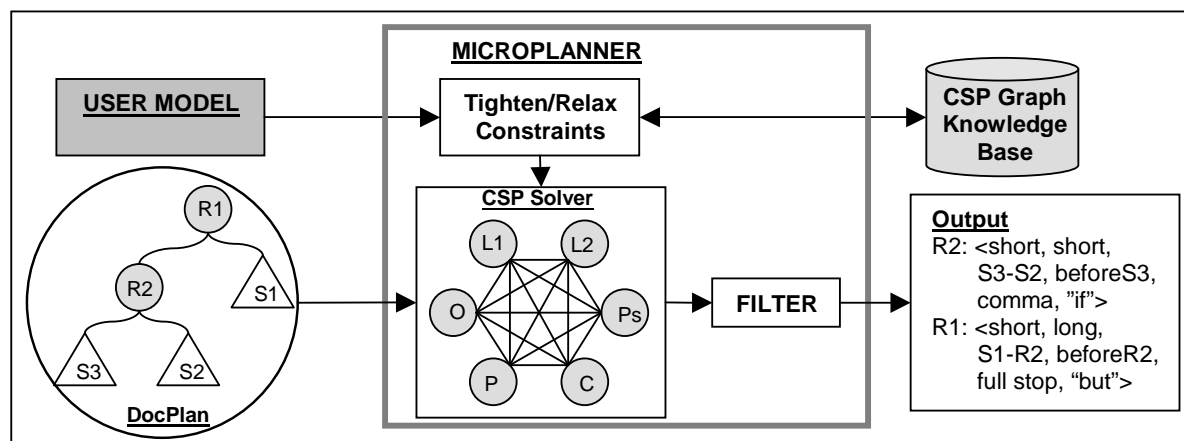 MICROPLANNER
USER MODEL
Tighten/Relax
Constraints
CSP Graph
Knowledge
Base
R1
R2
S1
S3
S2
DocPlan
CSP Solver
L1
L2
O
Ps
P
C
FILTER
Output
R2: <short, short,
S3-S2, beforeS3,
comma, ”if”>
R1: <short, long,
S1-R2, beforeR2,
full stop, “but”>